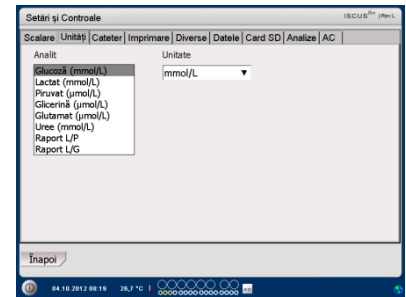 Setări și Controale
ISCUS Flex | Rev L
Scalare Unități Cateter Imprimare Diverse Datele Card SD Analize AC
Analit Unitate
Glucoză (mmol/L) mmol/L
Lactat (mmol/L)
Piruvat (µmol/L)
Glicerină (µmol/L)
Glutamat (µmol/L)
Uree (mmol/L)
Raport L/P
Raport L/G
Înapoi
04.10.2012 08:19 26,7 °C